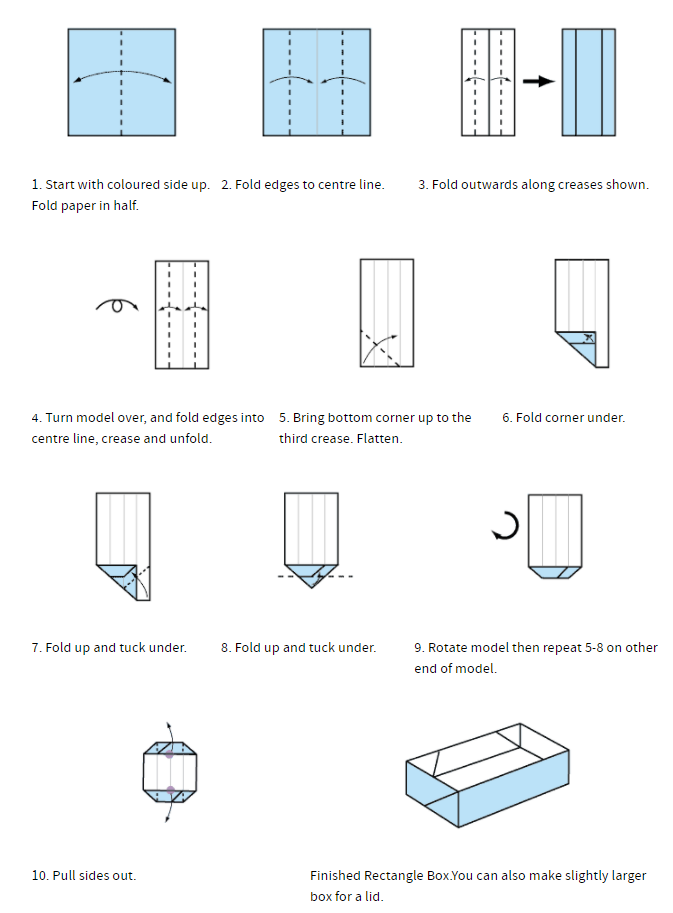 1. Start with coloured side up.
Fold paper in half.
2. Fold edges to centre line.
3. Fold outwards along creases shown.
4. Turn model over, and fold edges into
centre line, crease and unfold.
5. Bring bottom corner up to the
third crease. Flatten.
6. Fold corner under.
7. Fold up and tuck under.
8. Fold up and tuck under.
9. Rotate model then repeat 5-8 on other
end of model.
10. Pull sides out.
Finished Rectangle Box.You can also make slightly larger
box for a lid.